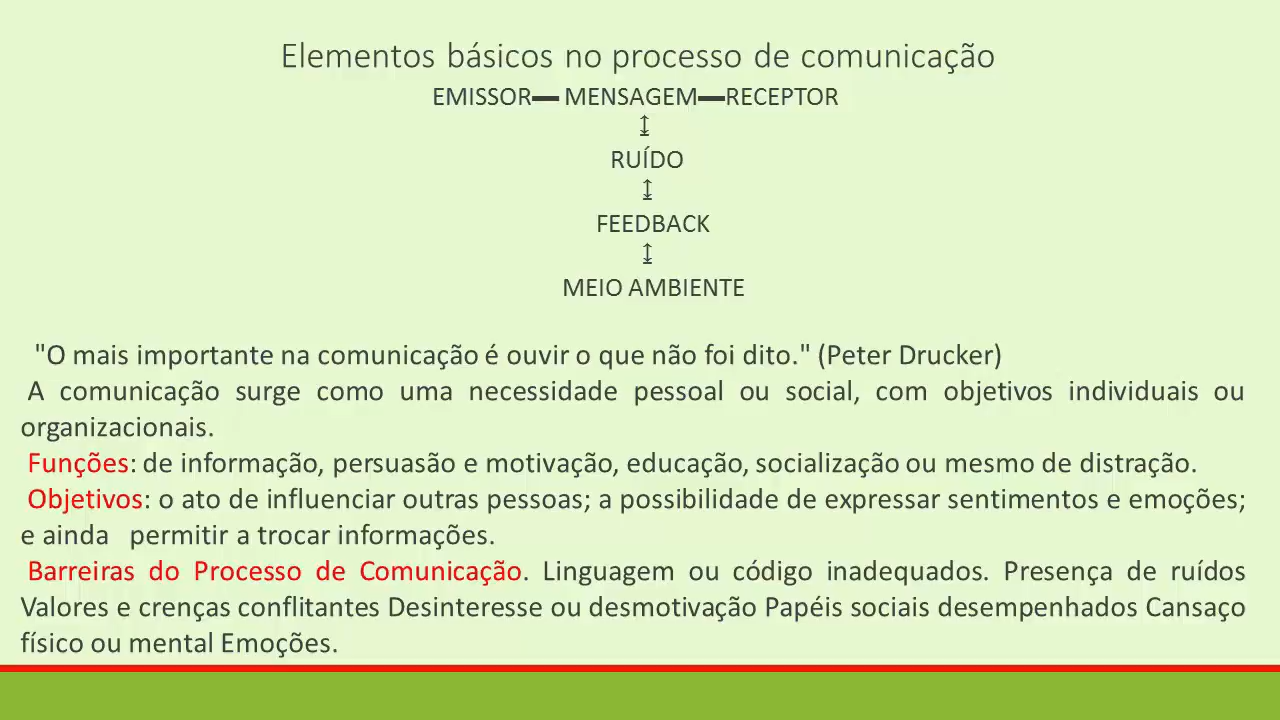 Elementos básicos no processo de comunicação
EMISSOR▬ MENSAGEM▬RECEPTOR
↨
RUÍDO
↨
FEEDBACK
↨
MEIO AMBIENTE
"O mais importante na comunicação é ouvir o que não foi dito." (Peter Drucker)
A comunicação surge como uma necessidade pessoal ou social, com objetivos individuais ou
organizacionais.
Funções: de informação, persuasão e motivação, educação, socialização ou mesmo de distração.
Objetivos: o ato de influenciar outras pessoas; a possibilidade de expressar sentimentos e emoções;
e ainda   permitir a trocar informações.
Barreiras do Processo de Comunicação. Linguagem ou código inadequados. Presença de ruídos
Valores e crenças conflitantes Desinteresse ou desmotivação Papéis sociais desempenhados Cansaço
físico ou mental Emoções.